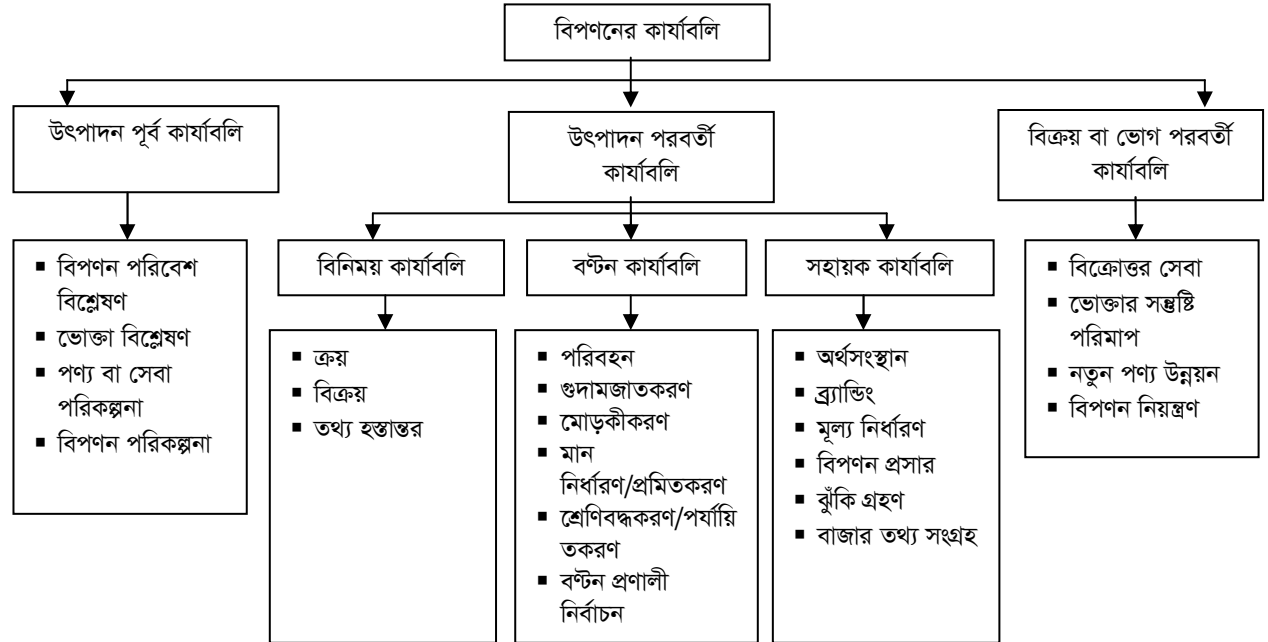 বিপণনের কার্যাবলি
উৎপাদন পূর্ব কার্যাবলি
উৎপাদন পরবর্তী
কার্যাবলি
বিক্রয় বা ভোগ পরবর্তী
কার্যাবলি
▪ বিপণন পরিবেশ
বিশ্লেষণ
▪ ভোক্তা বিশ্লেষণ
▪ পণ্য বা সেবা
পরিকল্পনা
▪ বিপণন পরিকল্পনা
বিনিময় কার্যাবলি
▪ ক্রয়
▪ বিক্রয়
▪ তথ্য হস্তান্তর
বণ্টন কার্যাবলি
▪ পরিবহন
▪ গুদামজাতকরণ
▪ মোড়কীকরণ
▪ মান
নির্ধারণ/প্রমিতকরণ
▪ শ্রেণিবদ্ধকরণ/পর্যায়ি
তকরণ
▪ বণ্টন প্রণালী
নির্বাচন
সহায়ক কার্যাবলি
▪ অর্থসংস্থান
▪ ব্র্যান্ডিং
▪ মূল্য নির্ধারণ
▪ বিপণন প্রসার
▪ ঝুঁকি গ্রহণ
▪ বাজার তথ্য সংগ্রহ
▪ বিক্রোত্তর সেবা
▪ ভোক্তার সন্তুষ্টি
পরিমাপ
▪ নতুন পণ্য উন্নয়ন
▪ বিপণন নিয়ন্ত্রণ